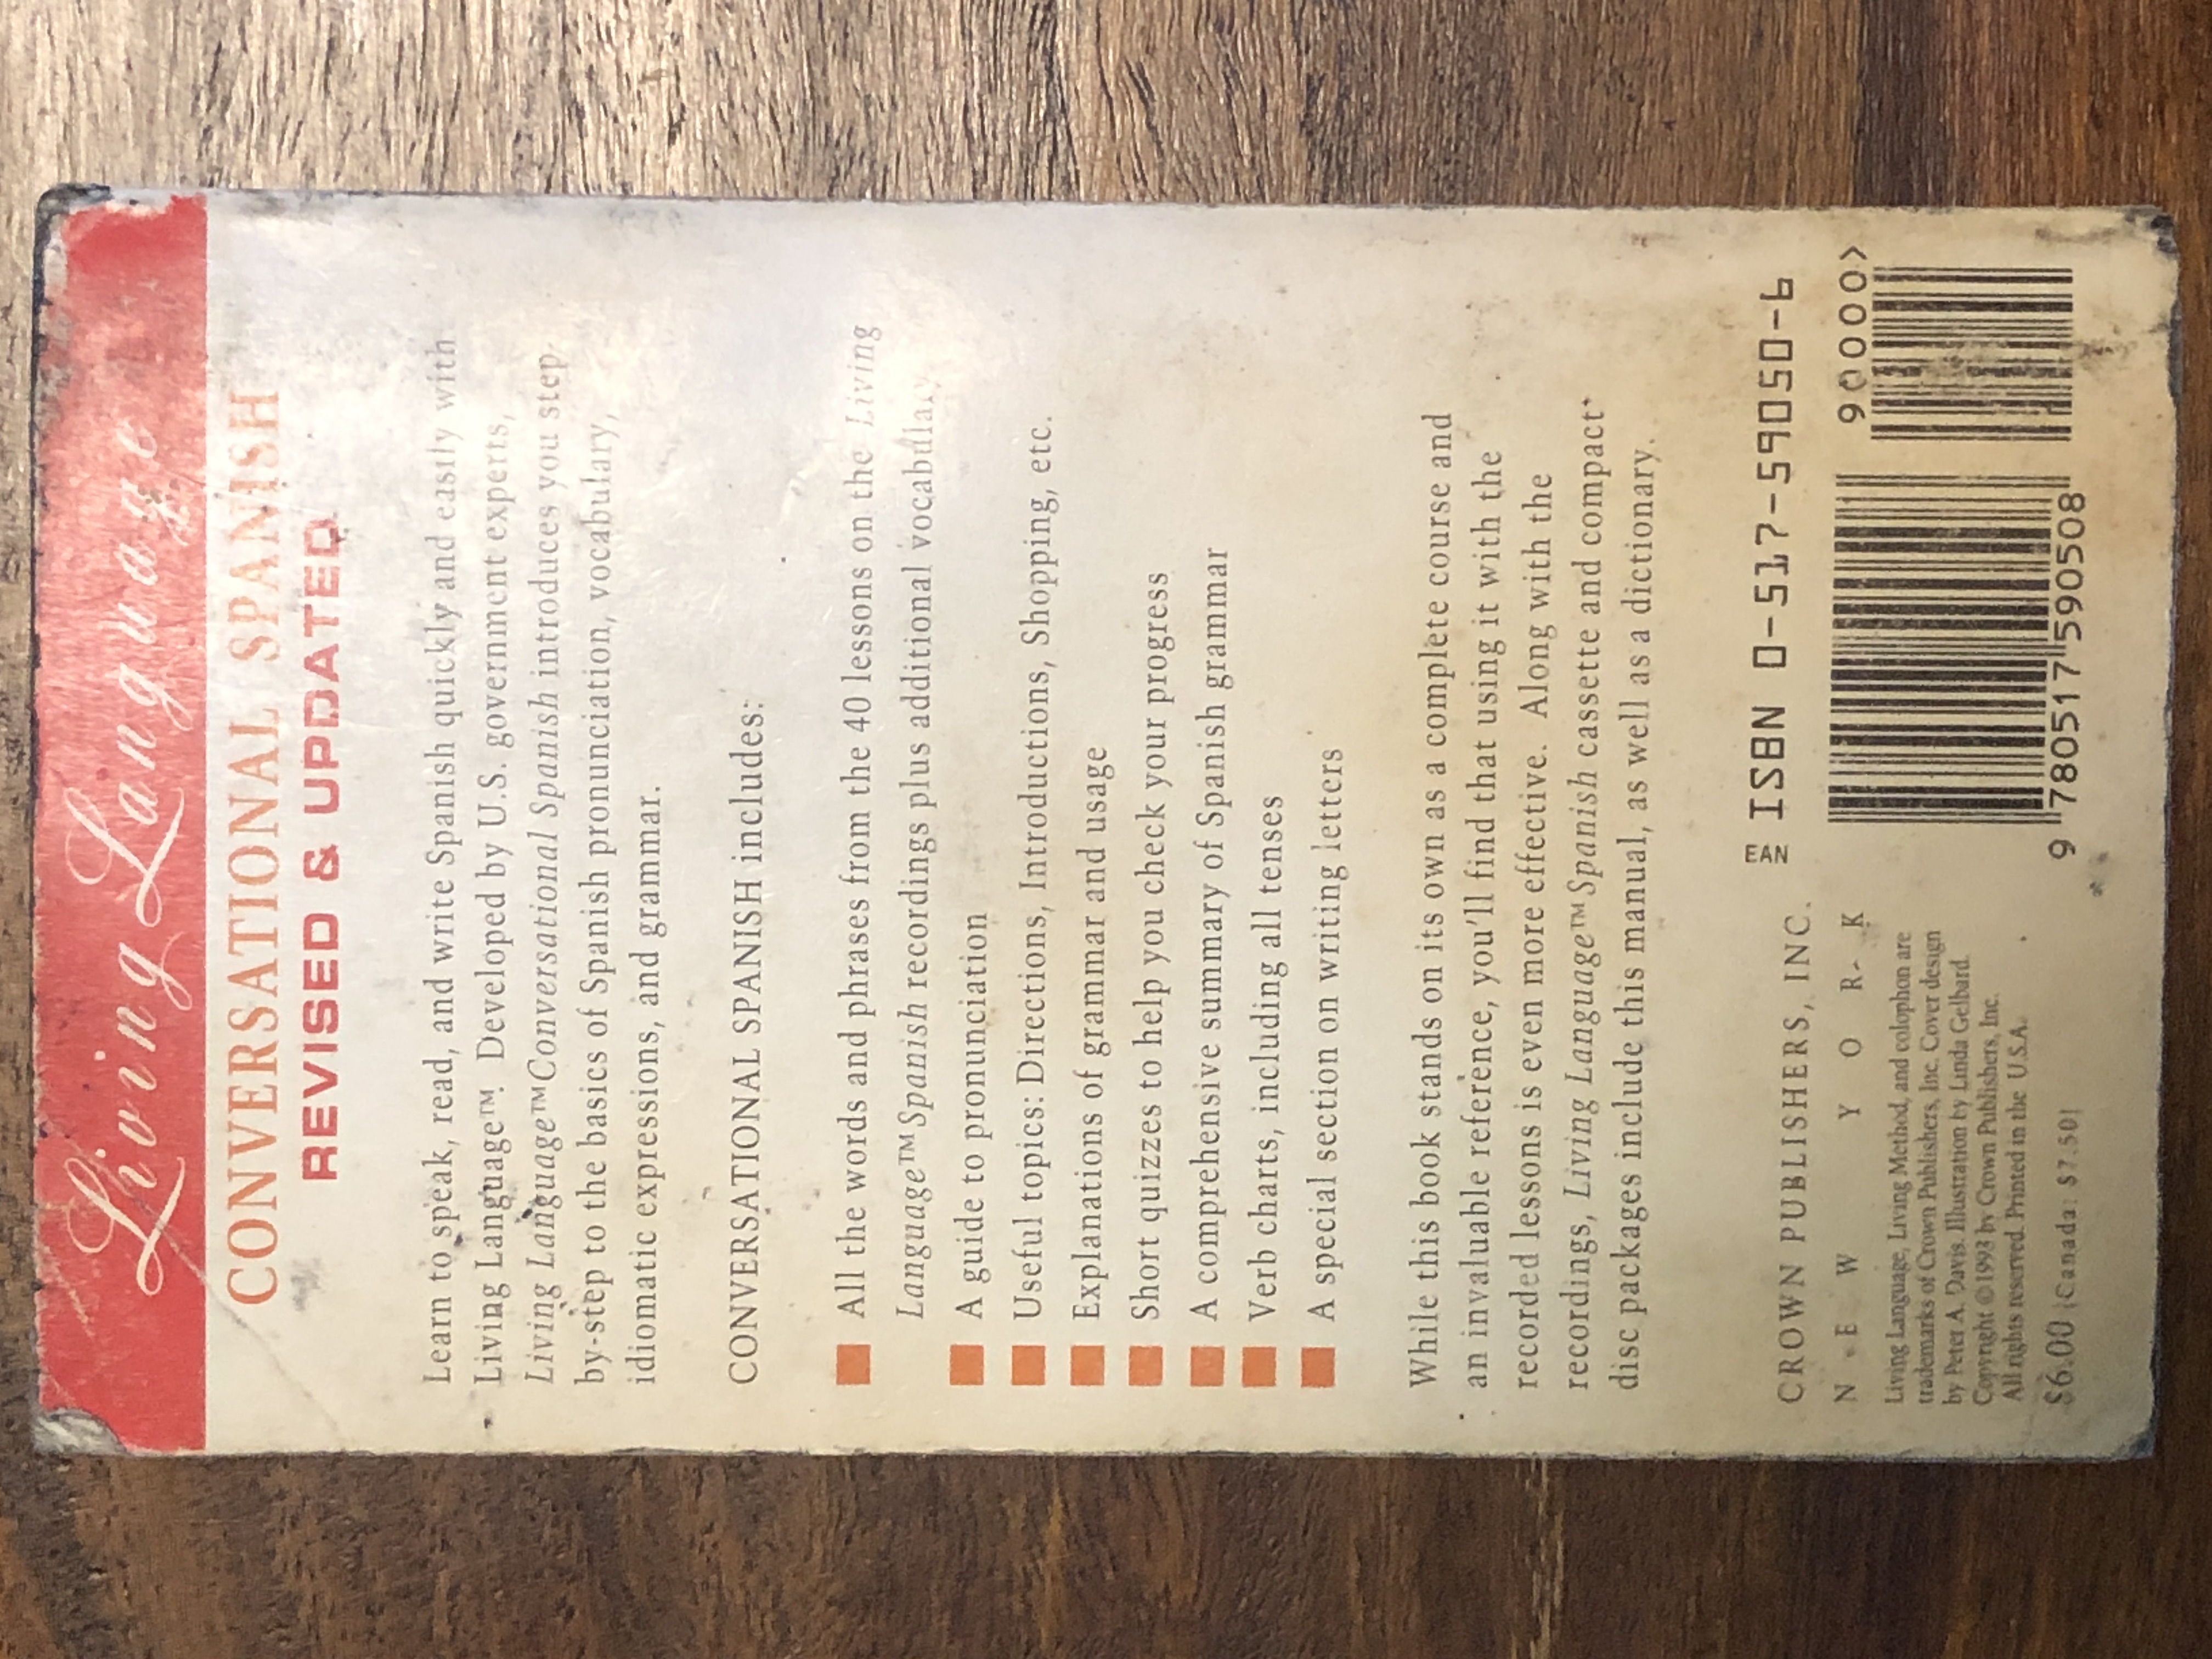 Living Language
CONVERSATIONAL SPANISH
REVISED & UPDATED
Learn to speak, read, and write Spanish quickly and easily with
Living Language™. Developed by U.S. government experts,
Living Language™ Conversational Spanish introduces you step-
by-step to the basics of Spanish pronunciation, vocabulary,
idiomatic expressions, and grammar.
CONVERSATIONAL SPANISH includes:
All the words and phrases from the 40 lessons on the Living
Language™ Spanish recordings plus additional vocabulary
A guide to pronunciation
Useful topics: Directions, Introductions, Shopping, etc.
Explanations of grammar and usage
Short quizzes to help you check your progress
A comprehensive summary of Spanish grammar
Verb charts, including all tenses
A special section on writing letters
While this book stands on its own as a complete course and
an invaluable reference, you'll find that using it with the
recorded lessons is even more effective. Along with the
recordings, Living Language™ Spanish cassette and compact
disc packages include this manual, as well as a dictionary.
CROWN PUBLISHERS, INC.
NEW YORK
Living Language, Living Method, and colophon are
trademarks of Crown Publishers, Inc. Cover design
by Peter A. Davis. Illustration by Linda Gelbard.
Copyright ©1993 by Crown Publishers, Inc.
All rights reserved. Printed in the U.S.A.
$6.00 (Canada: $7.50)
EAN ISBN 0-517-59050-6
90000>
9 780517 590508